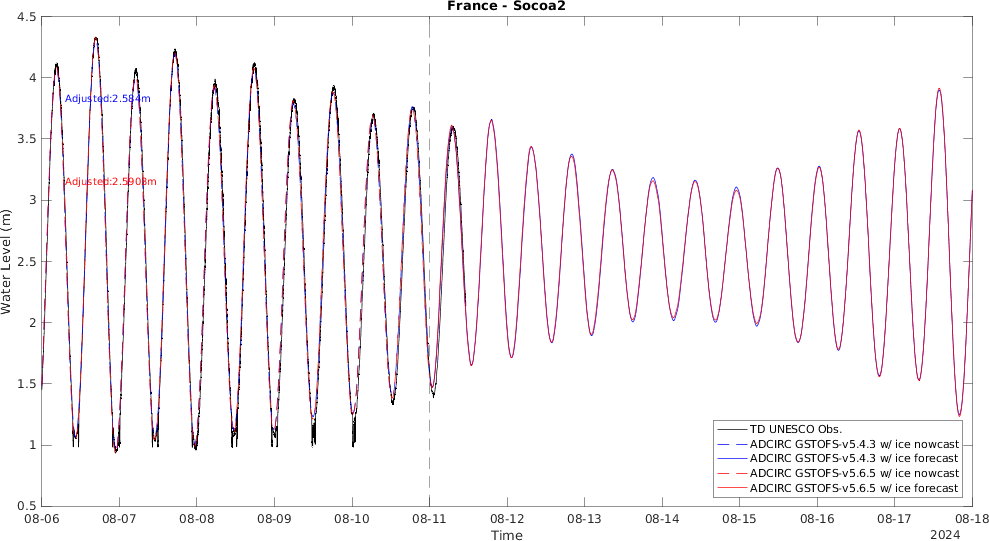 France - Socoa2
Water Level (m)
4.5
4
3.5
3
2.5
2
1.5
1
0.5
Adjusted:2.584m
Adjusted:2.5908m
TD UNESCO Obs.
ADCIRC GSTOFS-v5.4.3 w/ ice nowcast
ADCIRC GSTOFS-v5.4.3 w/ ice forecast
ADCIRC GSTOFS-v5.6.5 w/ ice nowcast
ADCIRC GSTOFS-v5.6.5 w/ ice forecast
08-06 08-07 08-08 08-09 08-10 08-11 08-12 08-13 08-14 08-15 08-16 08-17 08-18
Time
2024